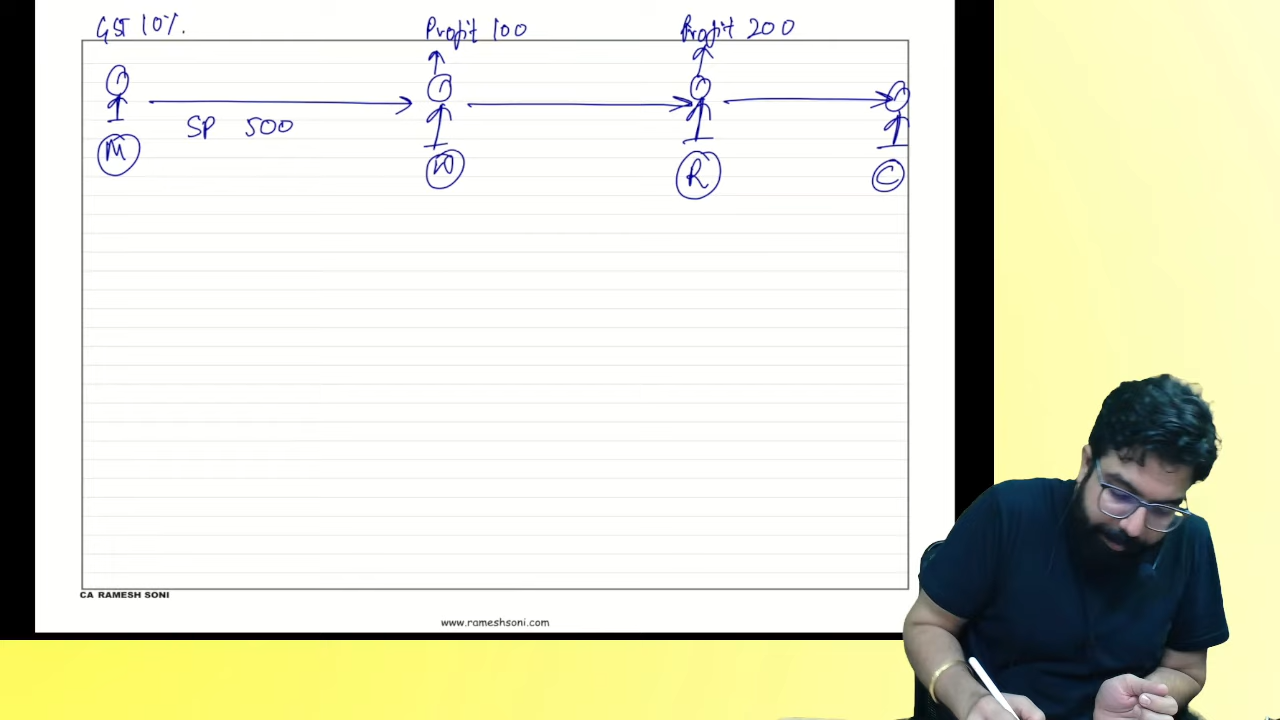 GST 10%. Profit 100 Profit 200
SP 500
M W R C
CA RAMESH SONI
www.rameshsoni.com